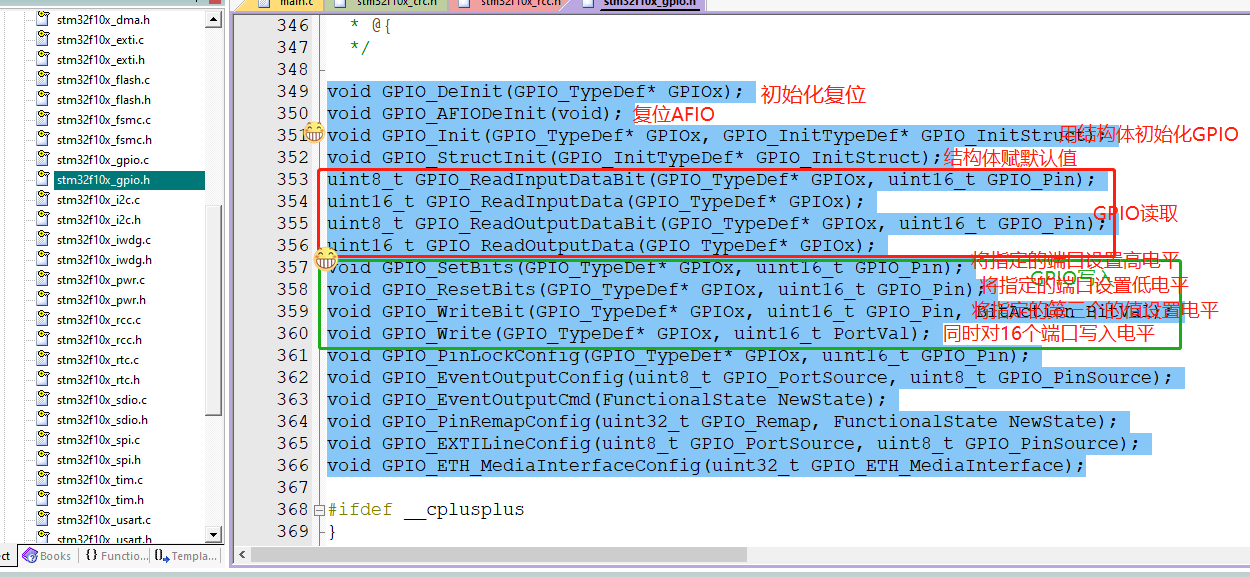 main.c
stm32f10x_crc.h
stm32f10x_rcc.h
stm32f10x_gpio.h
stm32f10x_dma.h
stm32f10x_exti.c
stm32f10x_exti.h
stm32f10x_flash.c
stm32f10x_flash.h
stm32f10x_fsmc.c
stm32f10x_fsmc.h
stm32f10x_gpio.c
stm32f10x_gpio.h
stm32f10x_i2c.c
stm32f10x_i2c.h
stm32f10x_iwdg.c
stm32f10x_iwdg.h
stm32f10x_pwr.c
stm32f10x_pwr.h
stm32f10x_rcc.c
stm32f10x_rcc.h
stm32f10x_rtc.c
stm32f10x_rtc.h
stm32f10x_sdio.c
stm32f10x_sdio.h
stm32f10x_spi.c
stm32f10x_spi.h
stm32f10x_tim.c
stm32f10x_tim.h
stm32f10x_usart.c
stm32f10x_usart.h
ct Books {} Functio... Templa...
346 * @{
347 */
348
349 void GPIO_DeInit(GPIO_TypeDef* GPIOx); 初始化复位
350 void GPIO_AFIODeInit(void); 复位AFIO
351 void GPIO_Init(GPIO_TypeDef* GPIOx, GPIO_InitTypeDef* GPIO_InitStruct); 用结构体初始化GPIO
352 void GPIO_StructInit(GPIO_InitTypeDef* GPIO_InitStruct); 结构体赋默认值
353 uint8_t GPIO_ReadInputDataBit(GPIO_TypeDef* GPIOx, uint16_t GPIO_Pin);
354 uint16_t GPIO_ReadInputData(GPIO_TypeDef* GPIOx);
355 uint8_t GPIO_ReadOutputDataBit(GPIO_TypeDef* GPIOx, uint16_t GPIO_Pin); GPIO读取
356 uint16_t GPIO_ReadOutputData(GPIO_TypeDef* GPIOx);
357 void GPIO_SetBits(GPIO_TypeDef* GPIOx, uint16_t GPIO_Pin); 将指定的端口设置高电平
GPIO写入
358 void GPIO_ResetBits(GPIO_TypeDef* GPIOx, uint16_t GPIO_Pin); 将指定的端口设置低电平
359 void GPIO_WriteBit(GPIO_TypeDef* GPIOx, uint16_t GPIO_Pin, BitAction BitVal); 将指定的第二个的值设置电平
360 void GPIO_Write(GPIO_TypeDef* GPIOx, uint16_t PortVal); 同时对16个端口写入电平
361 void GPIO_PinLockConfig(GPIO_TypeDef* GPIOx, uint16_t GPIO_Pin);
362 void GPIO_EventOutputConfig(uint8_t GPIO_PortSource, uint8_t GPIO_PinSource);
363 void GPIO_EventOutputCmd(FunctionalState NewState);
364 void GPIO_PinRemapConfig(uint32_t GPIO_Remap, FunctionalState NewState);
365 void GPIO_EXTILineConfig(uint8_t GPIO_PortSource, uint8_t GPIO_PinSource);
366 void GPIO_ETH_MediaInterfaceConfig(uint32_t GPIO_ETH_MediaInterface);
367
368 #ifdef __cplusplus
369 }